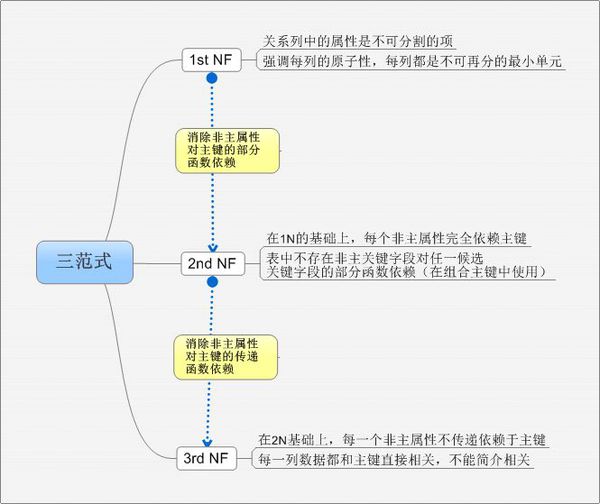 关系列中的属性是不可分割的项
1st NF
强调每列的原子性，每列都是不可再分的最小单元
消除非主属性
对主键的部分
函数依赖
在1N的基础上，每个非主属性完全依赖主键
三范式
2nd NF
表中不存在非主关键字段对任一候选
关键字段的部分函数依赖（在组合主键中使用）
消除非主属性
对主键的传递
函数依赖
在2N基础上，每一个非主属性不传递依赖于主键
3rd NF
每一列数据都和主键直接相关，不能简介相关